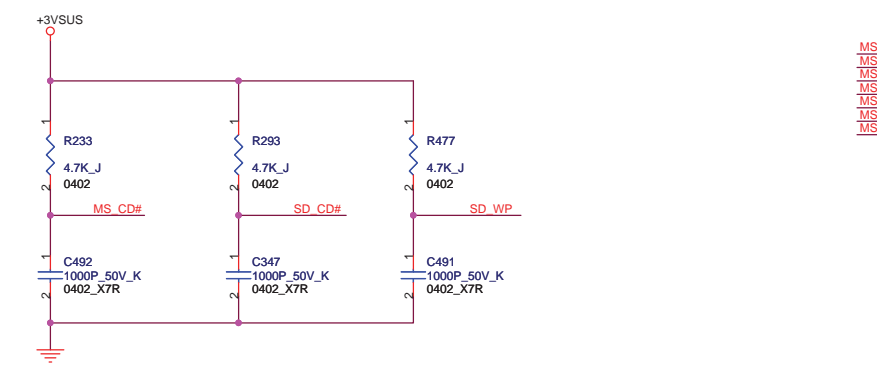 +3VSUS
MS
MS
MS
MS
MS
MS
MS
1
R233
4.7K_J
2
0402
1
R293
4.7K_J
2
0402
1
R477
4.7K_J
2
0402
MS_CD#
SD_CD#
SD_WP
1
C492
1000P_50V_K
2
0402_X7R
1
C347
1000P_50V_K
2
0402_X7R
1
C491
1000P_50V_K
2
0402_X7R